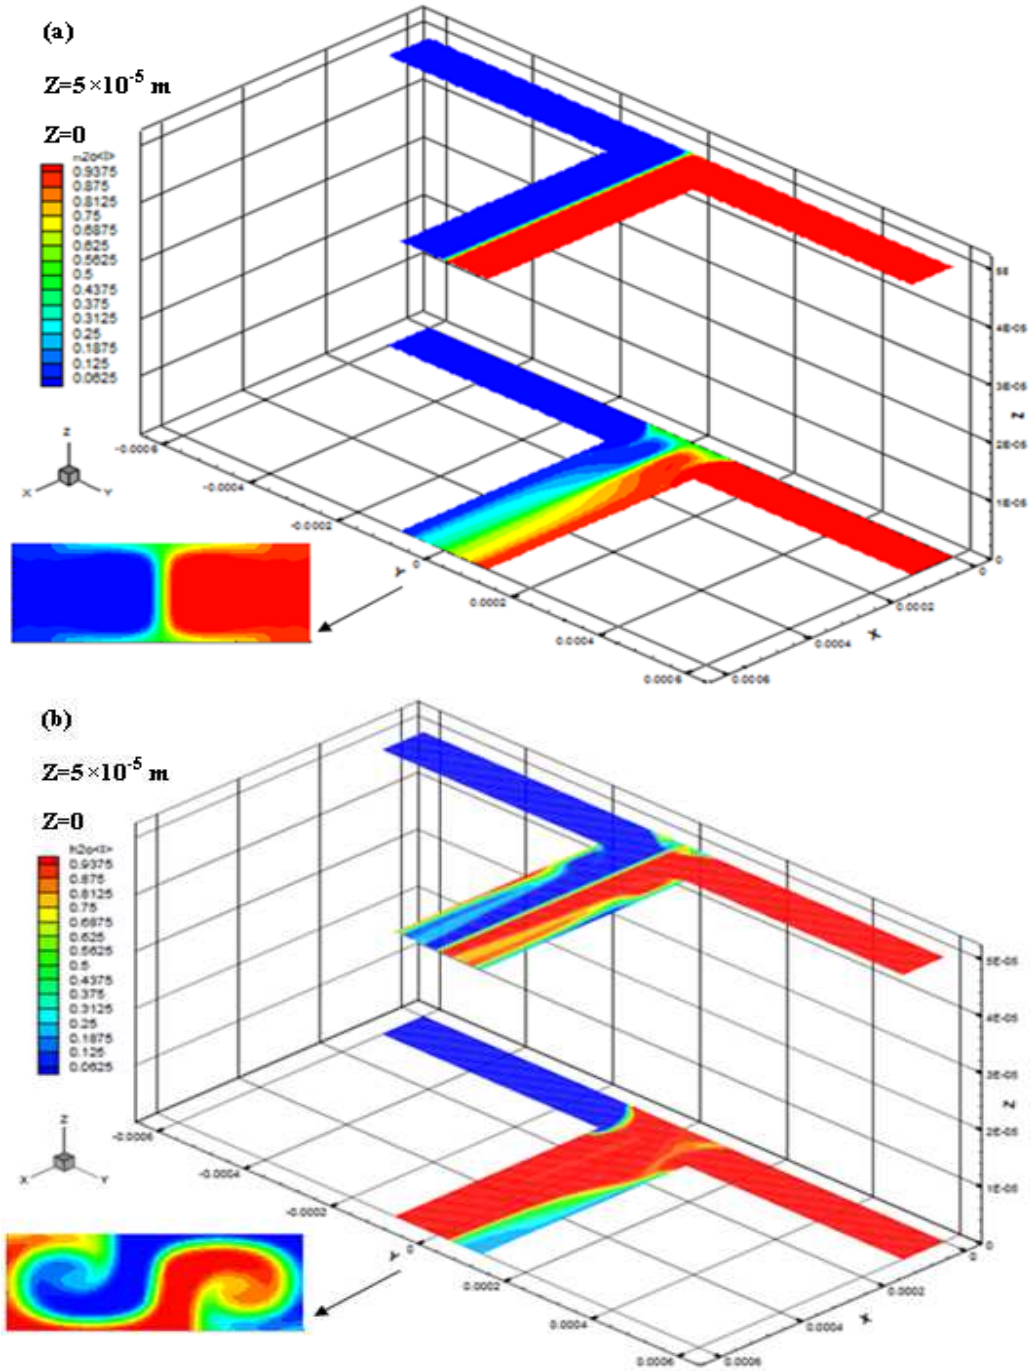 (a)
Z=5×10-5 m
Z=0
0.9375
0.875
0.8125
0.75
0.6875
0.625
0.5625
0.5
0.4375
0.375
0.3125
0.25
0.1875
0.125
0.0625
Z
X
Y
-0.0006
-0.0004
-0.0002
Y
0
0.0002
0.0004
0.0006
0.0006
0.0004
X
0.0002
0
0
1E-05
2E-05
Z
3E-05
4E-05
(b)
Z=5×10-5 m
Z=0
h2o<l>
0.9375
0.875
0.8125
0.75
0.6875
0.625
0.5625
0.5
0.4375
0.375
0.3125
0.25
0.1875
0.125
0.0625
Z
X
Y
-0.0006
-0.0004
-0.0002
Y
0
0.0002
0.0004
0.0006
0.0006
0.0004
X
0.0002
0
0
1E-05
2E-05
Z
3E-05
4E-05
5E-05